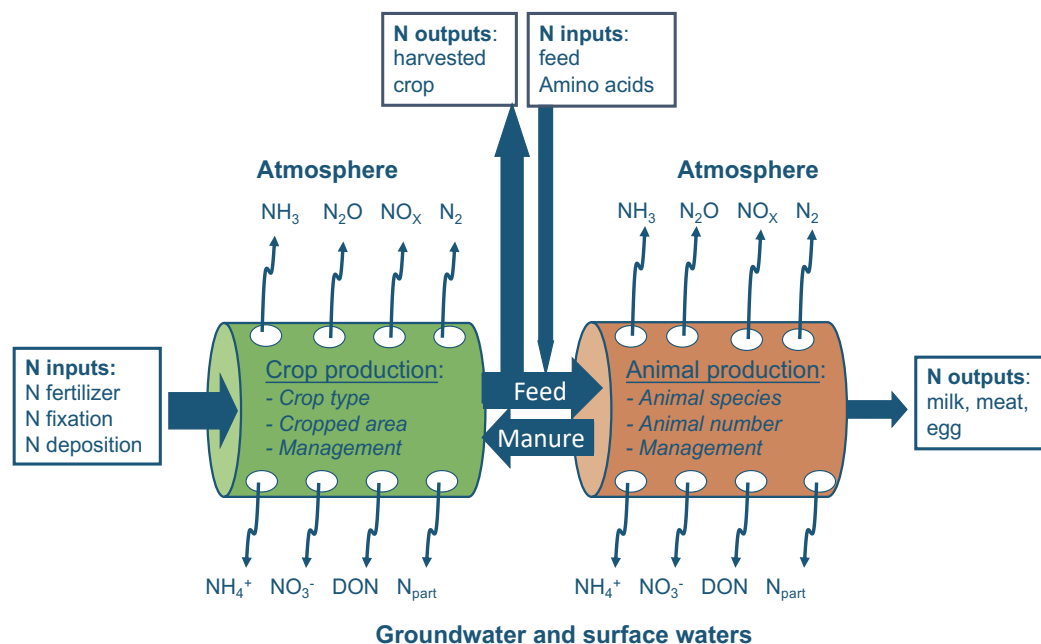 N outputs:
harvested
crop
N inputs:
feed
Amino acids
Atmosphere
Atmosphere
NH₃ N₂O NOₓ N₂
NH₃ N₂O NOₓ N₂
N inputs:
N fertilizer
N fixation
N deposition
Crop production:
- Crop type
- Cropped area
- Management
Feed
Manure
Animal production:
- Animal species
- Animal number
- Management
N outputs:
milk, meat,
egg
NH₄⁺ NO₃⁻ DON Nₚₐᵣₜ
NH₄⁺ NO₃⁻ DON Nₚₐᵣₜ
Groundwater and surface waters